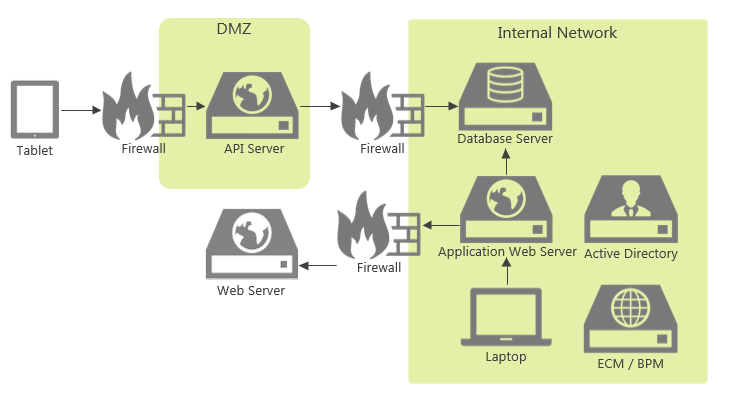 DMZ
Internal Network
Tablet
Firewall
API Server
Firewall
Database Server
Web Server
Firewall
Application Web Server
Active Directory
Laptop
ECM / BPM